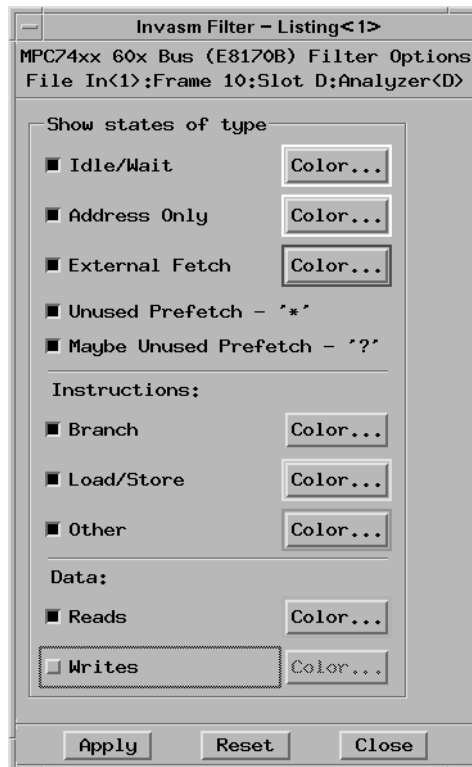 Invasm Filter - Listing<1>
MPC74xx 60x Bus (E8170B) Filter Options
File In<1>:Frame 10:Slot D:Analyzer<D>
Show states of type
Idle/Wait Color...
Address Only Color...
External Fetch Color...
Unused Prefetch - '*'
Maybe Unused Prefetch - '?'
Instructions:
Branch Color...
Load/Store Color...
Other Color...
Data:
Reads Color...
Writes Color...
Apply Reset Close